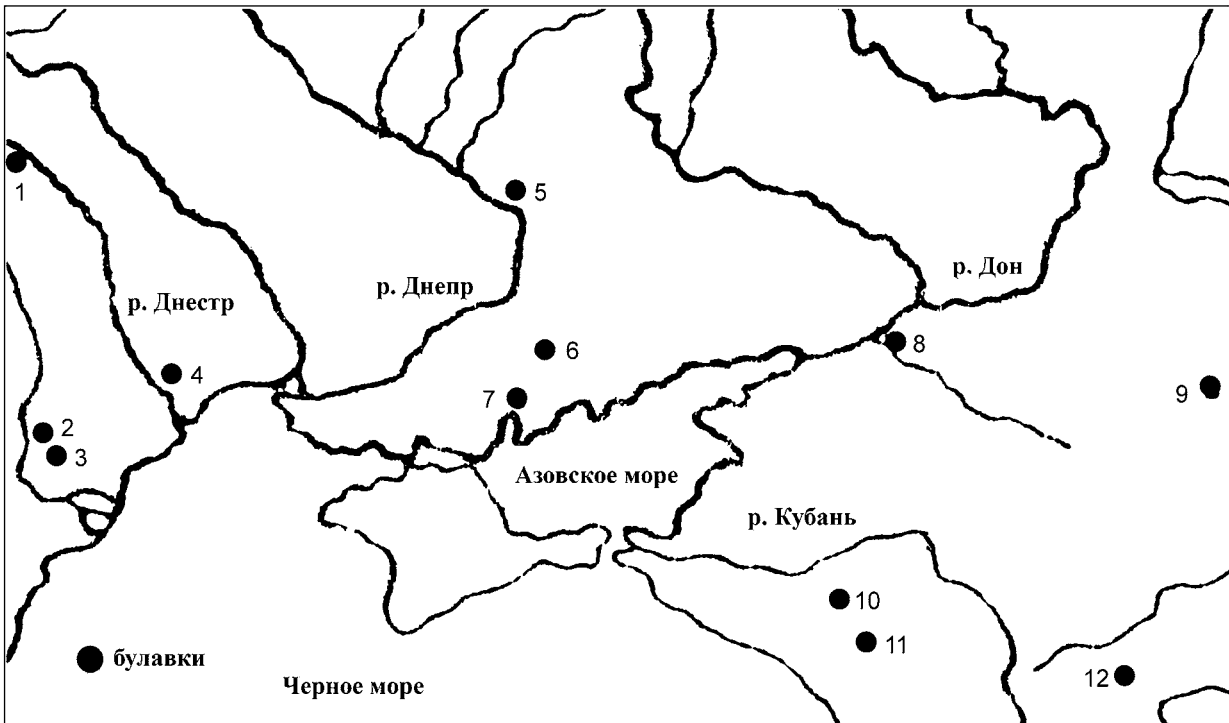 1
5
р. Дон
р. Днепр
р. Днестр
6
8
4
7
9
2
3
Азовское море
р. Кубань
10
11
булавки
12
Черное море